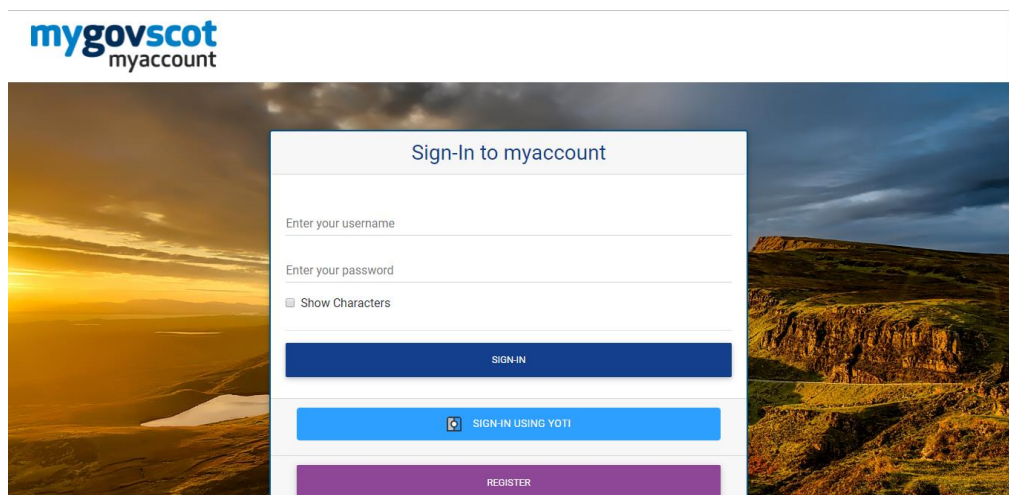 mygovscot
myaccount
Sign-In to myaccount
Enter your username
Enter your password
Show Characters
SIGN-IN
SIGN-IN USING YOTI
REGISTER